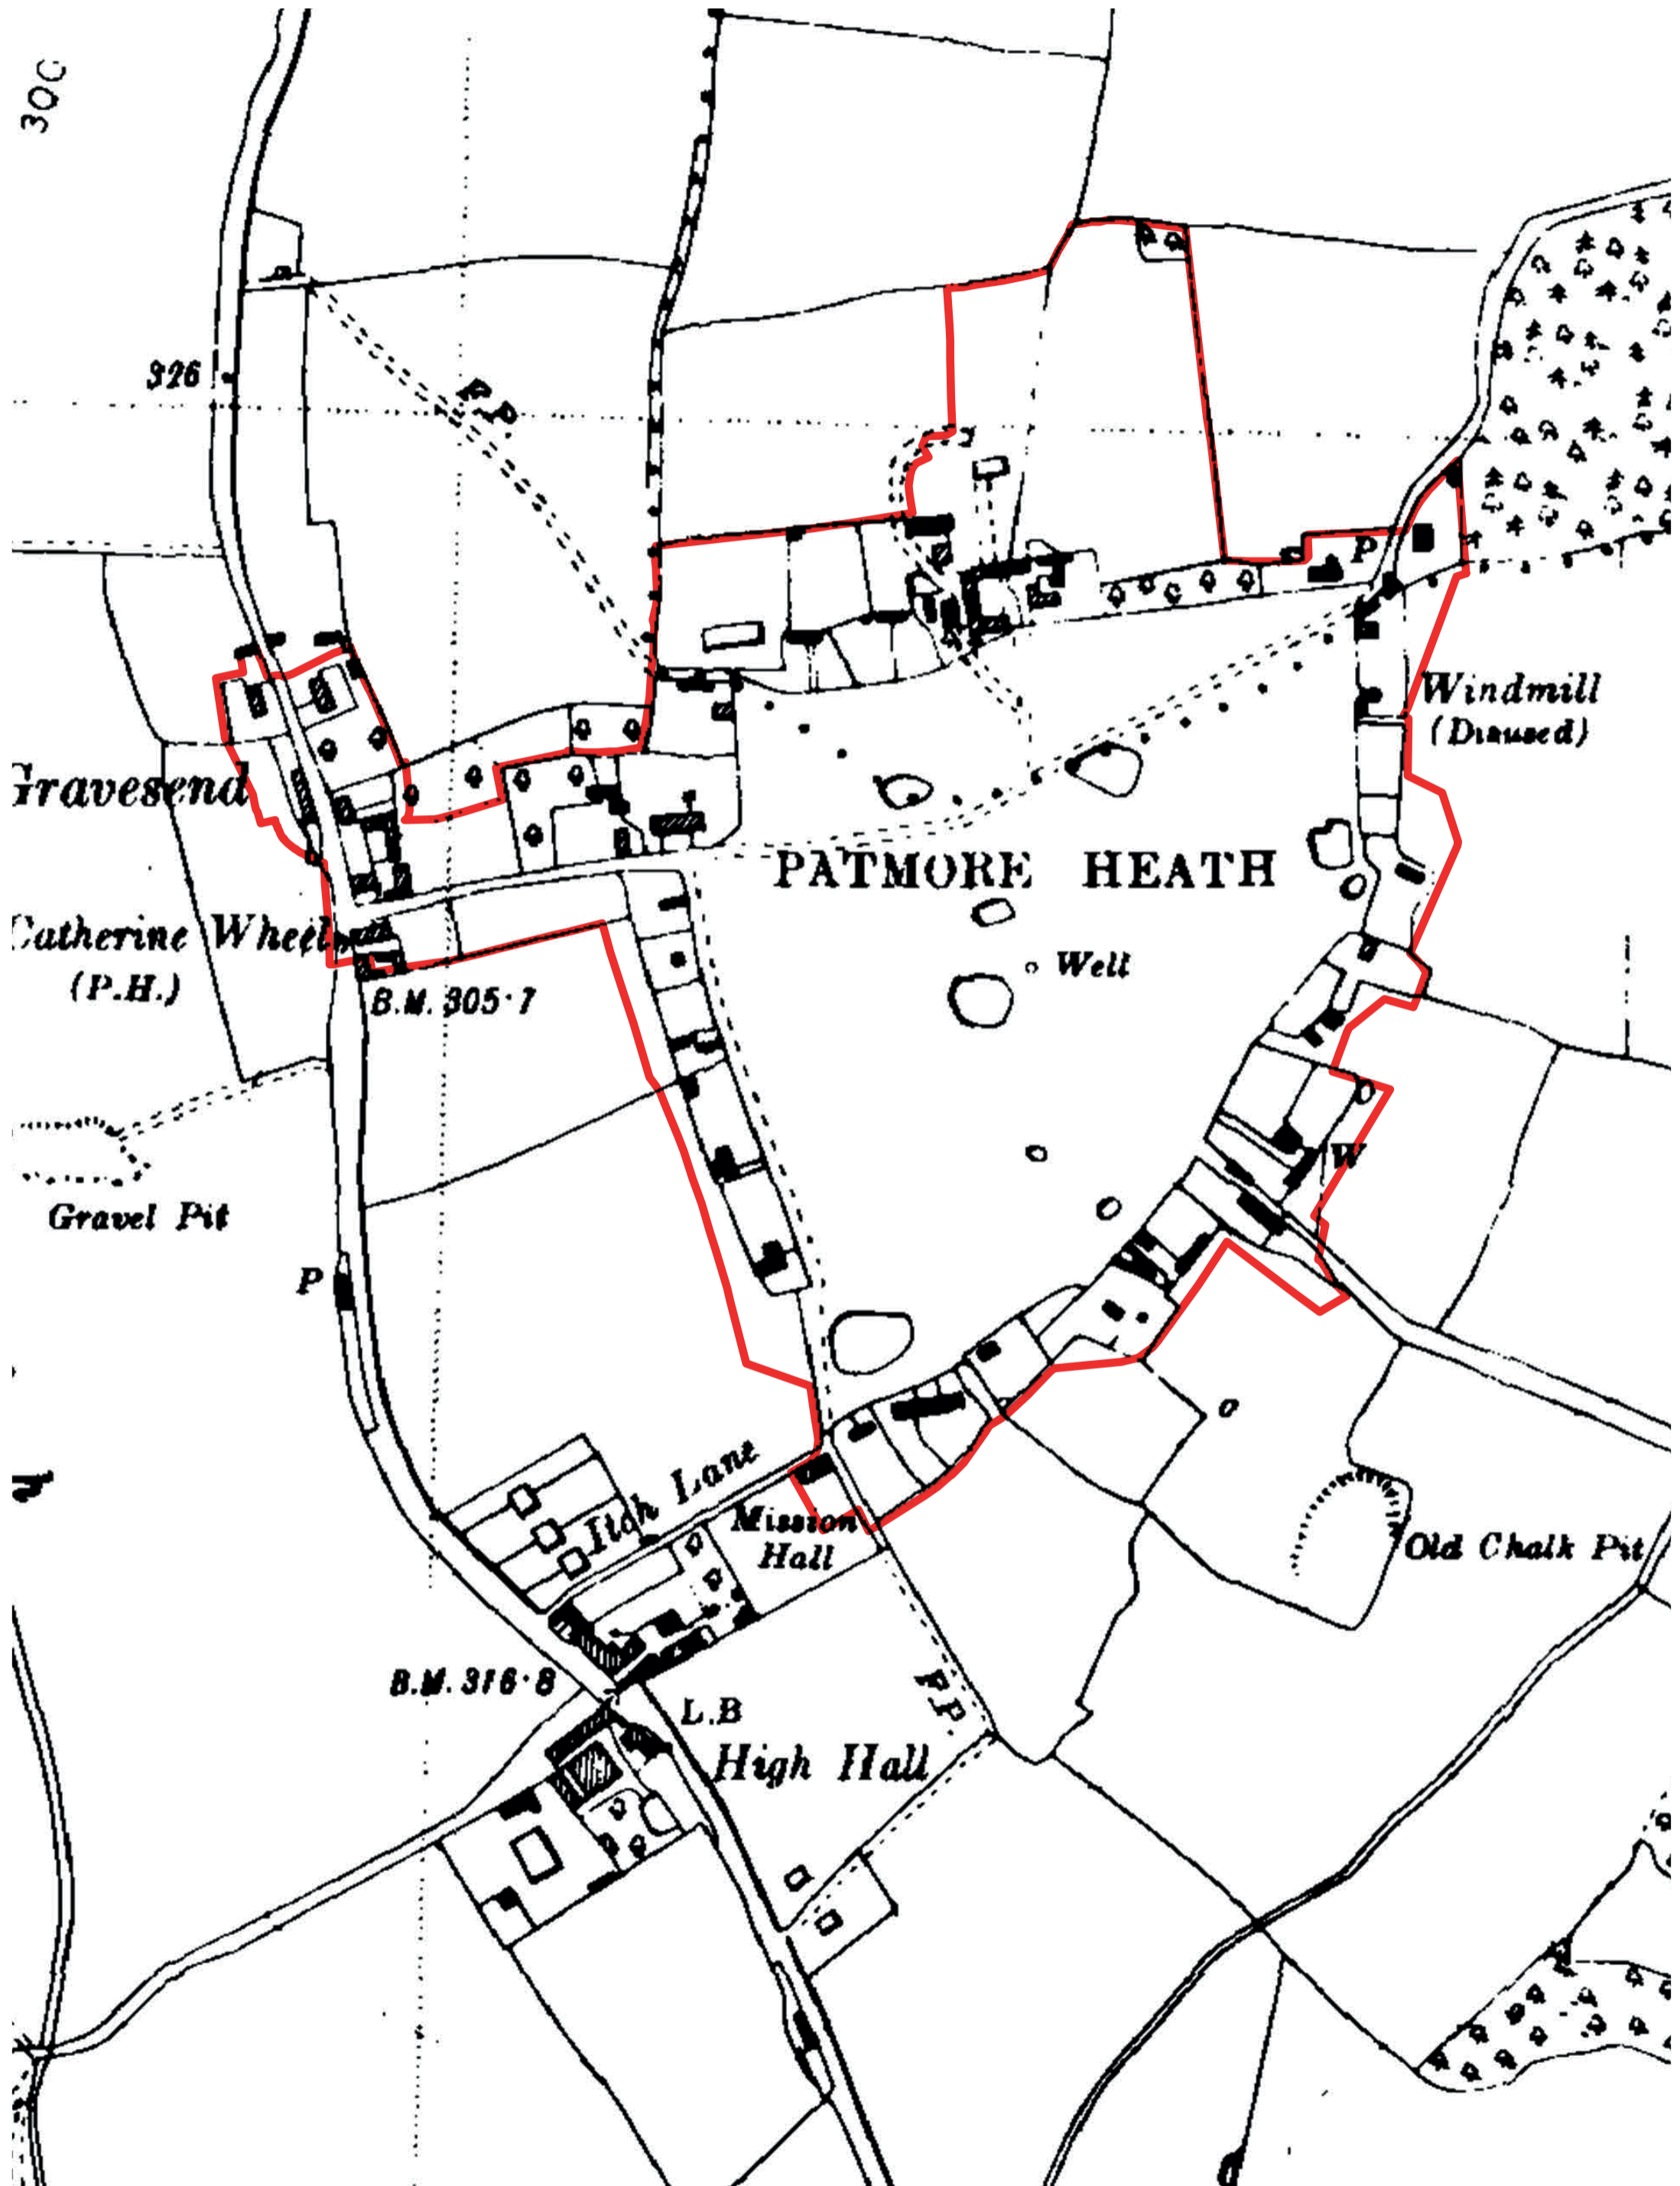 300
326
F.P.
P
Windmill
(Disused)
Gravesend
PATMORE HEATH
Catherine Wheel
(P.H.)
Well
B.M. 305·7
W
Gravel Pit
P
Itch Lane
Mission
Hall
Old Chalk Pit
B.M. 316·8
F.P.
L.B
High Hall